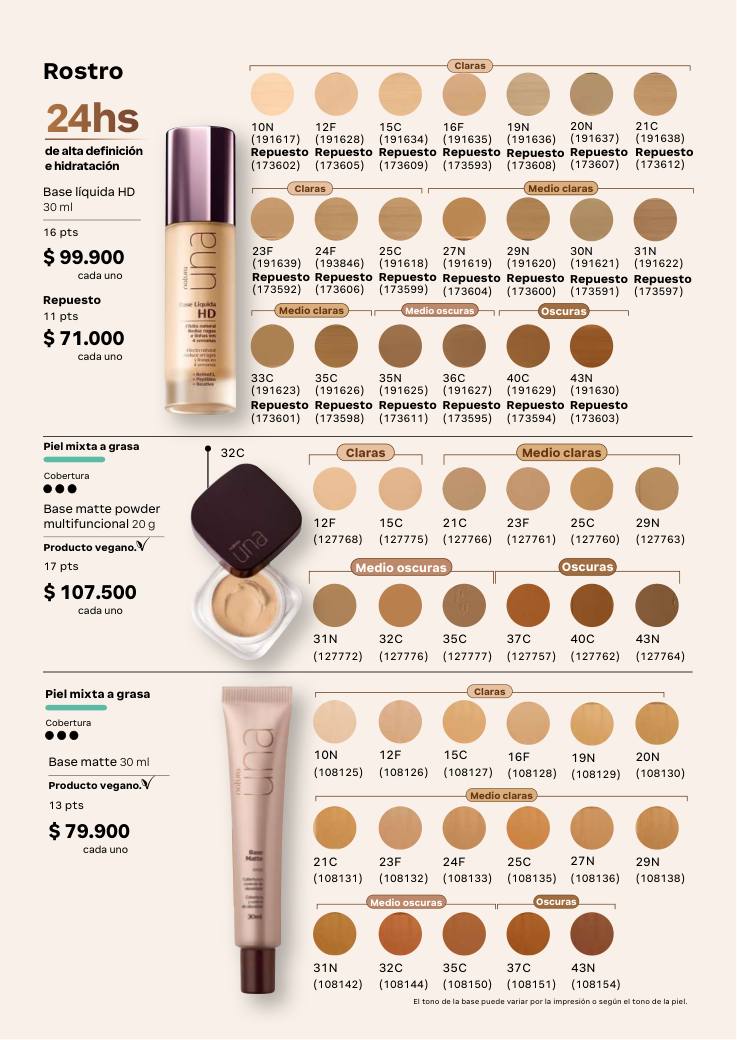 Rostro
24hs
de alta definición
e hidratación
Base líquida HD
30 ml
16 pts
$ 99.900
cada uno
Repuesto
11 pts
$ 71.000
cada uno
natura
una
Base Líquida
HD
Claras
10N 12F 15C 16F 19N 20N 21C
(191617) (191628) (191634) (191635) (191636) (191637) (191638)
Repuesto Repuesto Repuesto Repuesto Repuesto Repuesto Repuesto
(173602) (173605) (173609) (173593) (173608) (173607) (173612)
Claras Medio claras
23F 24F 25C 27N 29N 30N 31N
(191639) (193846) (191618) (191619) (191620) (191621) (191622)
Repuesto Repuesto Repuesto Repuesto Repuesto Repuesto Repuesto
(173592) (173606) (173599) (173604) (173600) (173591) (173597)
Medio claras Medio oscuras Oscuras
33C 35C 35N 36C 40C 43N
(191623) (191626) (191625) (191627) (191629) (191630)
Repuesto Repuesto Repuesto Repuesto Repuesto Repuesto
(173601) (173598) (173611) (173595) (173594) (173603)
Piel mixta a grasa
Cobertura
Base matte powder
multifuncional 20 g
Producto vegano.
17 pts
$ 107.500
cada uno
32C
una
Claras Medio claras
12F 15C 21C 23F 25C 29N
(127768) (127775) (127766) (127761) (127760) (127763)
Medio oscuras Oscuras
31N 32C 35C 37C 40C 43N
(127772) (127776) (127777) (127757) (127762) (127764)
Piel mixta a grasa
Cobertura
Base matte 30 ml
Producto vegano.
13 pts
$ 79.900
cada uno
natura
una
Base
Matte
30ml
Claras
10N 12F 15C 16F 19N 20N
(108125) (108126) (108127) (108128) (108129) (108130)
Medio claras
21C 23F 24F 25C 27N 29N
(108131) (108132) (108133) (108135) (108136) (108138)
Medio oscuras Oscuras
31N 32C 35C 37C 43N
(108142) (108144) (108150) (108151) (108154)
El tono de la base puede variar por la impresión o según el tono de la piel.